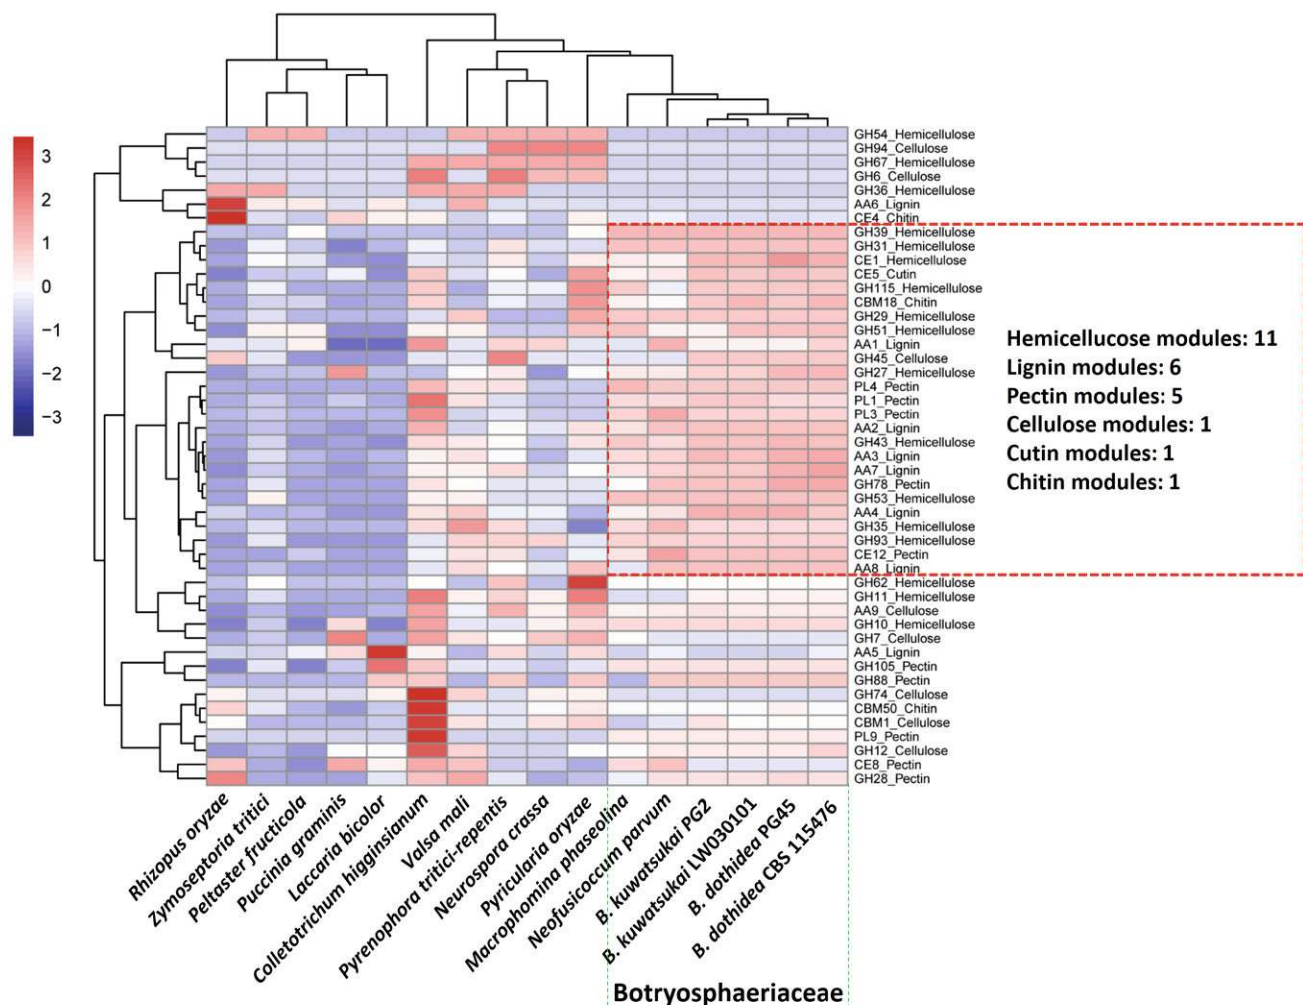 3
2
1
0
−1
−2
−3
GH54_Hemicellulose
GH94_Cellulose
GH67_Hemicellulose
GH6_Cellulose
GH36_Hemicellulose
AA6_Lignin
CE4_Chitin
GH39_Hemicellulose
GH31_Hemicellulose
CE1_Hemicellulose
CE5_Cutin
GH115_Hemicellulose
CBM18_Chitin
GH29_Hemicellulose
GH51_Hemicellulose
AA1_Lignin
GH45_Cellulose
GH27_Hemicellulose
PL4_Pectin
PL1_Pectin
PL3_Pectin
AA2_Lignin
GH43_Hemicellulose
AA3_Lignin
AA7_Lignin
GH78_Pectin
GH53_Hemicellulose
AA4_Lignin
GH35_Hemicellulose
GH93_Hemicellulose
CE12_Pectin
AA8_Lignin
GH62_Hemicellulose
GH11_Hemicellulose
AA9_Cellulose
GH10_Hemicellulose
GH7_Cellulose
AA5_Lignin
GH105_Pectin
GH88_Pectin
GH74_Cellulose
CBM50_Chitin
CBM1_Cellulose
PL9_Pectin
GH12_Cellulose
CE8_Pectin
GH28_Pectin
Hemicellucose modules: 11
Lignin modules: 6
Pectin modules: 5
Cellulose modules: 1
Cutin modules: 1
Chitin modules: 1
Rhizopus oryzae
Zymoseptoria tritici
Peltaster fructicola
Puccinia graminis
Laccaria bicolor
Colletotrichum higginsianum
Valsa mali
Pyrenophora tritici-repentis
Neurospora crassa
Pyricularia oryzae
Macrophomina phaseolina
Neofusicoccum parvum
B. kuwatsukai PG2
B. kuwatsukai LW030101
B. dothidea PG45
B. dothidea CBS 115476
Botryosphaeriaceae